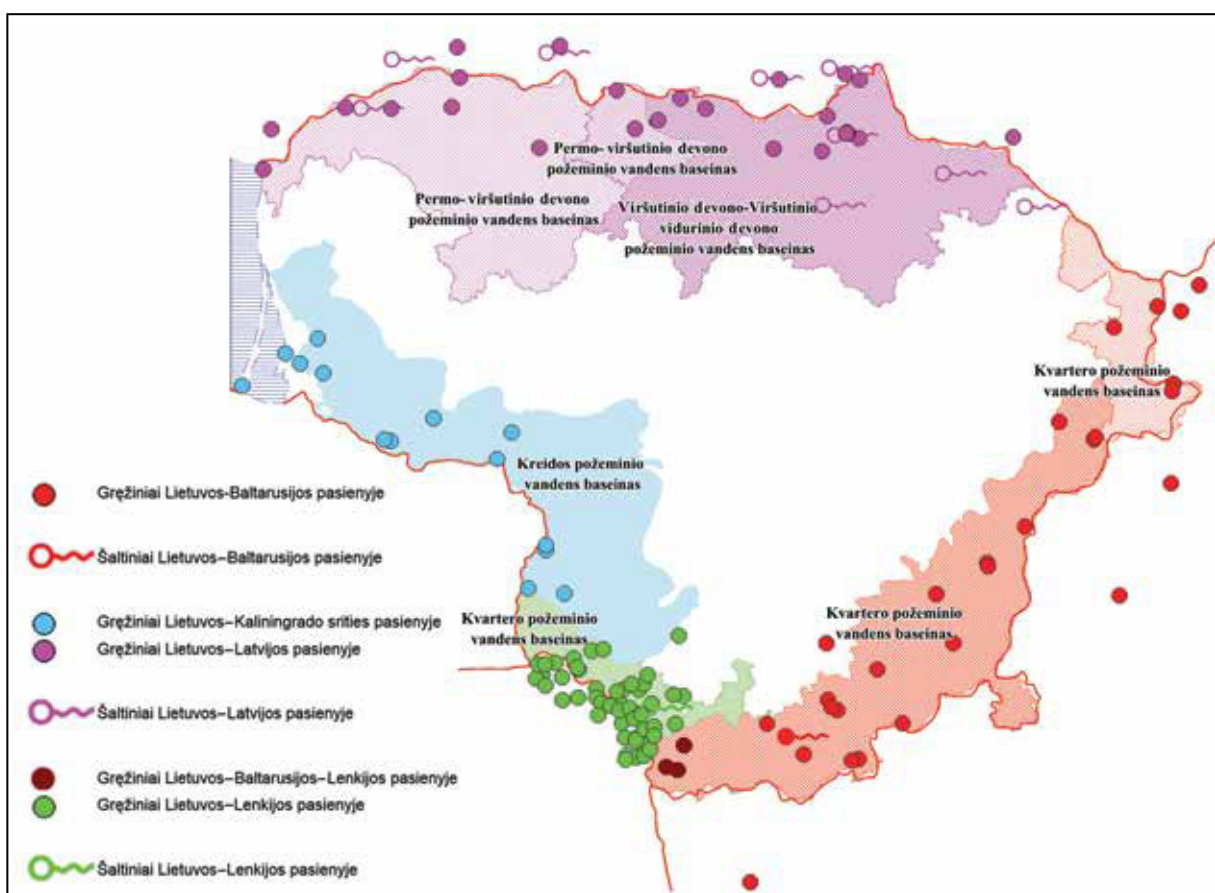 Permo- viršutinio devono
požeminio vandens baseinas
Permo-viršutinio devono
požeminio vandens baseinas
Viršutinio devono-Viršutinio
vidurinio devono
požeminio vandens baseinas
Kvartero požeminio
vandens baseinas
Kreidos požeminio
vandens baseinas
Kvartero požeminio
vandens baseinas
Kvartero požeminio
vandens baseinas
Gręžiniai Lietuvos-Baltarusijos pasienyje
Šaltiniai Lietuvos–Baltarusijos pasienyje
Gręžiniai Lietuvos–Kaliningrado srities pasienyje
Gręžiniai Lietuvos–Latvijos pasienyje
Šaltiniai Lietuvos–Latvijos pasienyje
Gręžiniai Lietuvos–Baltarusijos–Lenkijos pasienyje
Gręžiniai Lietuvos–Lenkijos pasienyje
Šaltiniai Lietuvos–Lenkijos pasienyje